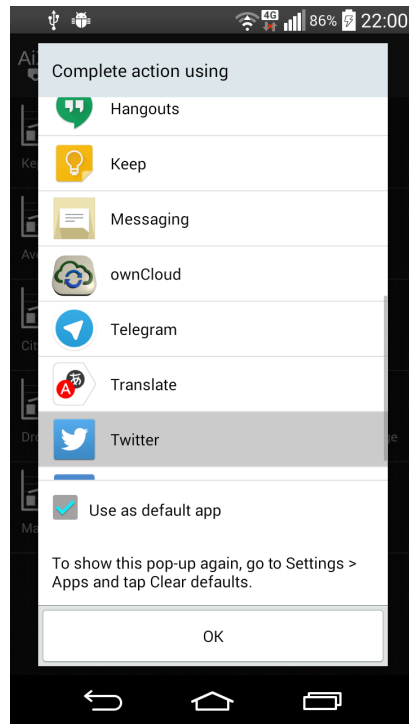 4G 86% 22:00
Complete action using
Hangouts
Keep
Messaging
ownCloud
Telegram
Translate
Twitter
Use as default app
To show this pop-up again, go to Settings >
Apps and tap Clear defaults.
OK